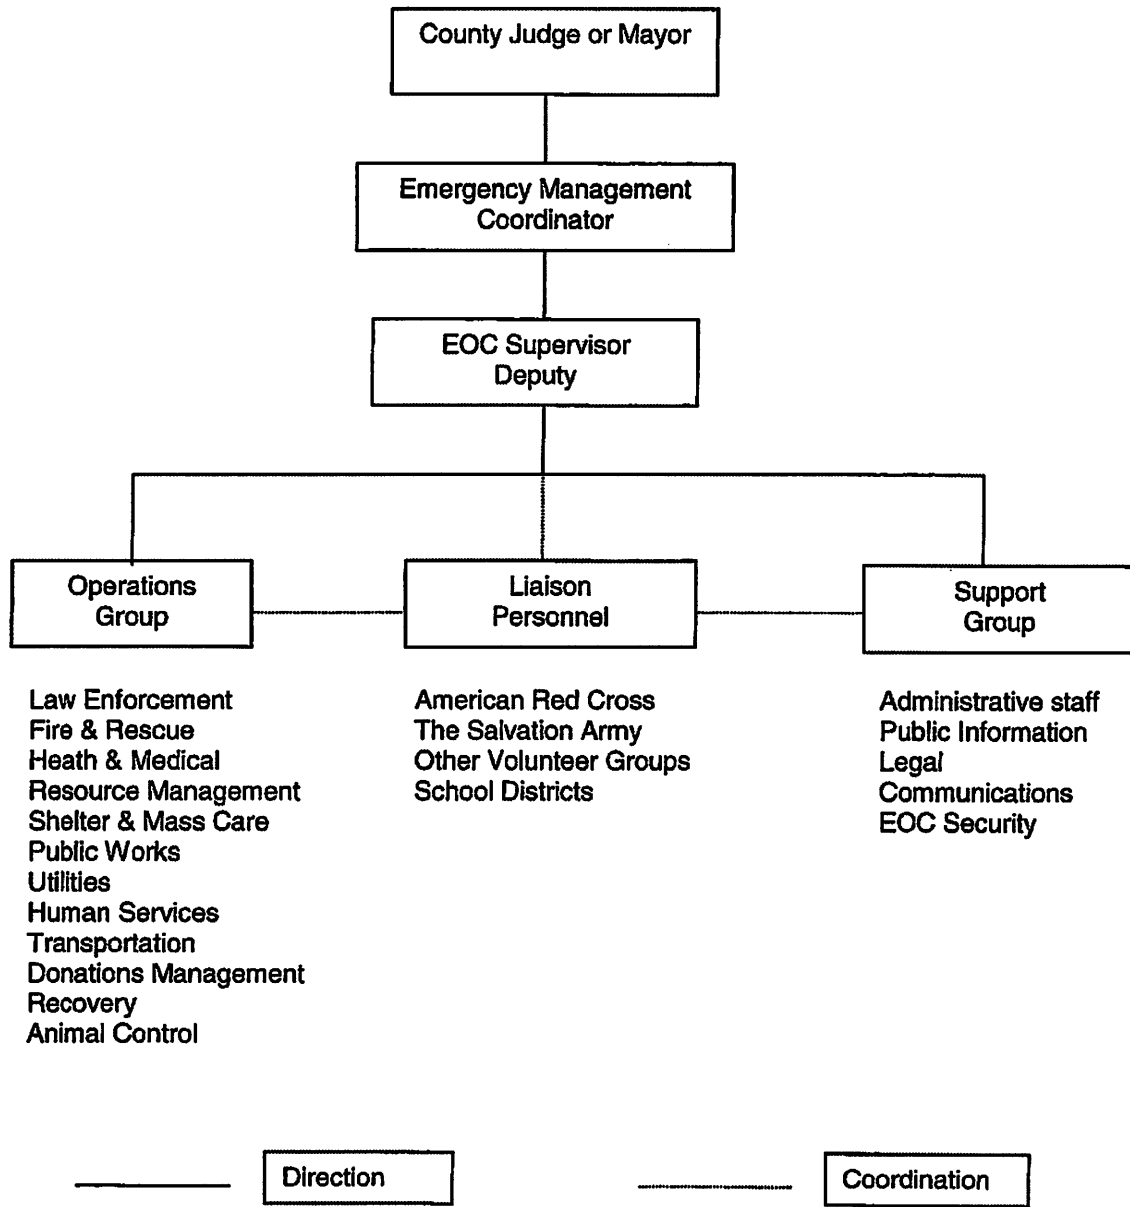 County Judge or Mayor
Emergency Management
Coordinator
EOC Supervisor
Deputy
Operations
Group
Liaison
Personnel
Support
Group
Law Enforcement
Fire & Rescue
Heath & Medical
Resource Management
Shelter & Mass Care
Public Works
Utilities
Human Services
Transportation
Donations Management
Recovery
Animal Control
American Red Cross
The Salvation Army
Other Volunteer Groups
School Districts
Administrative staff
Public Information
Legal
Communications
EOC Security
Direction
Coordination